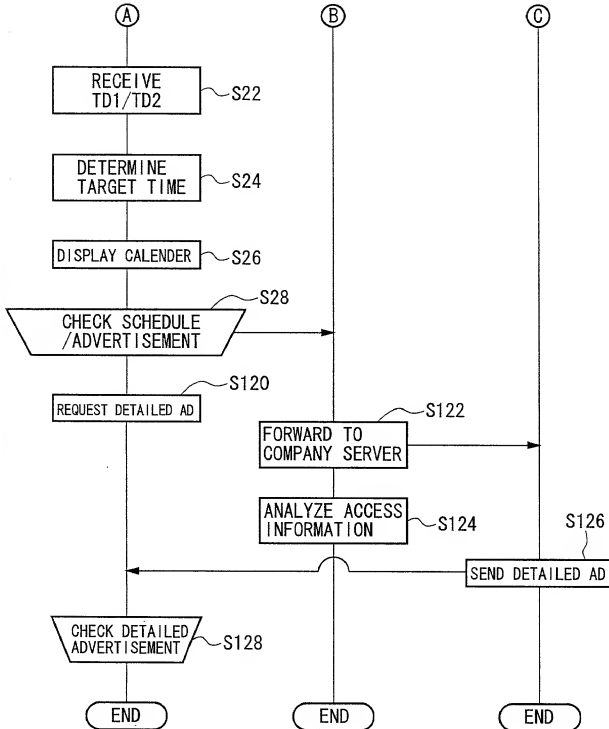 A
B
C
RECEIVE
TD1/TD2
S22
DETERMINE
TARGET TIME
S24
DISPLAY CALENDER
S26
S28
CHECK SCHEDULE
/ADVERTISEMENT
S120
REQUEST DETAILED AD
S122
FORWARD TO
COMPANY SERVER
ANALYZE ACCESS
INFORMATION
S124
S126
SEND DETAILED AD
CHECK DETAILED
ADVERTISEMENT
S128
END
END
END